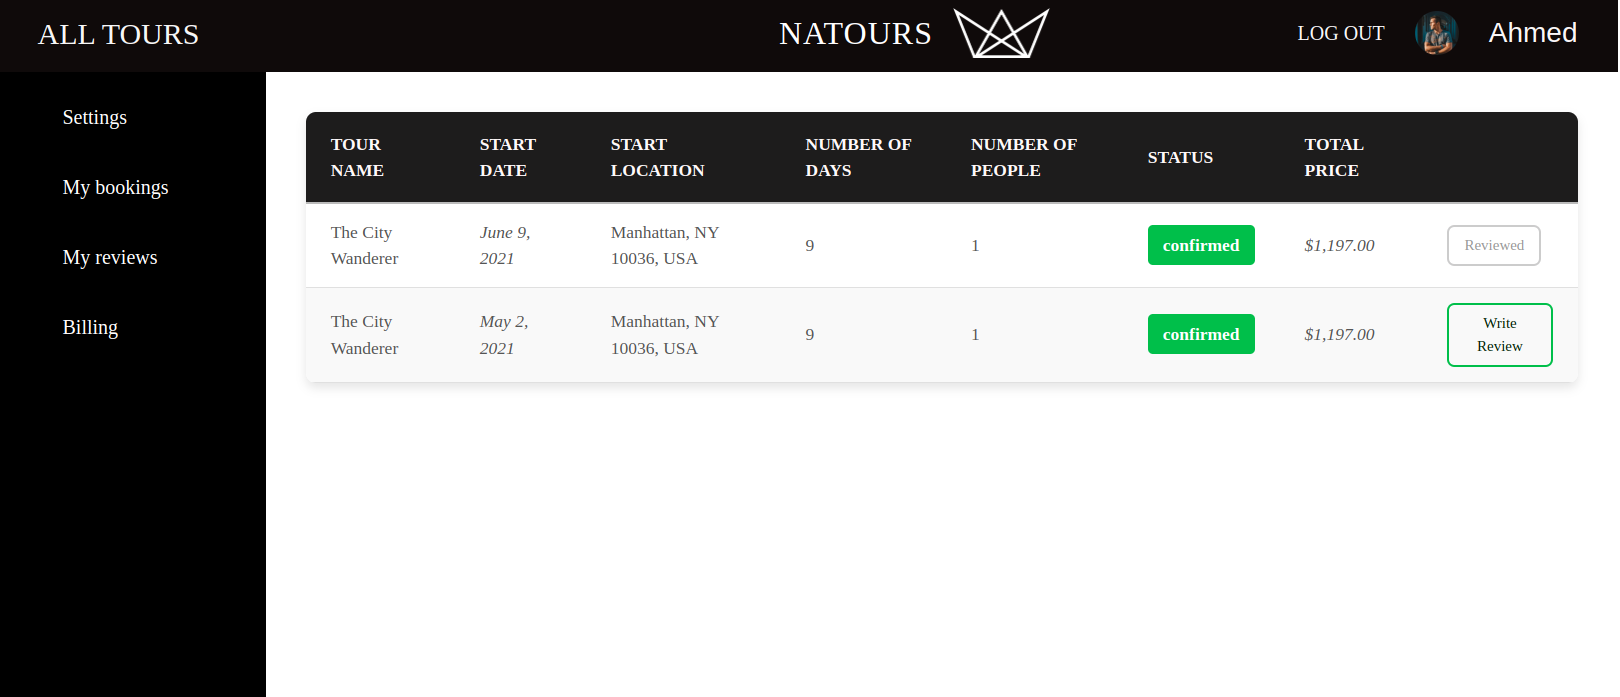 ALL TOURS
NATOURS
LOG OUT
Ahmed
Settings
My bookings
My reviews
Billing
TOUR NAME
START DATE
START LOCATION
NUMBER OF DAYS
NUMBER OF PEOPLE
STATUS
TOTAL PRICE
The City Wanderer
June 9, 2021
Manhattan, NY 10036, USA
9
1
confirmed
$1,197.00
Reviewed
The City Wanderer
May 2, 2021
Manhattan, NY 10036, USA
9
1
confirmed
$1,197.00
Write Review